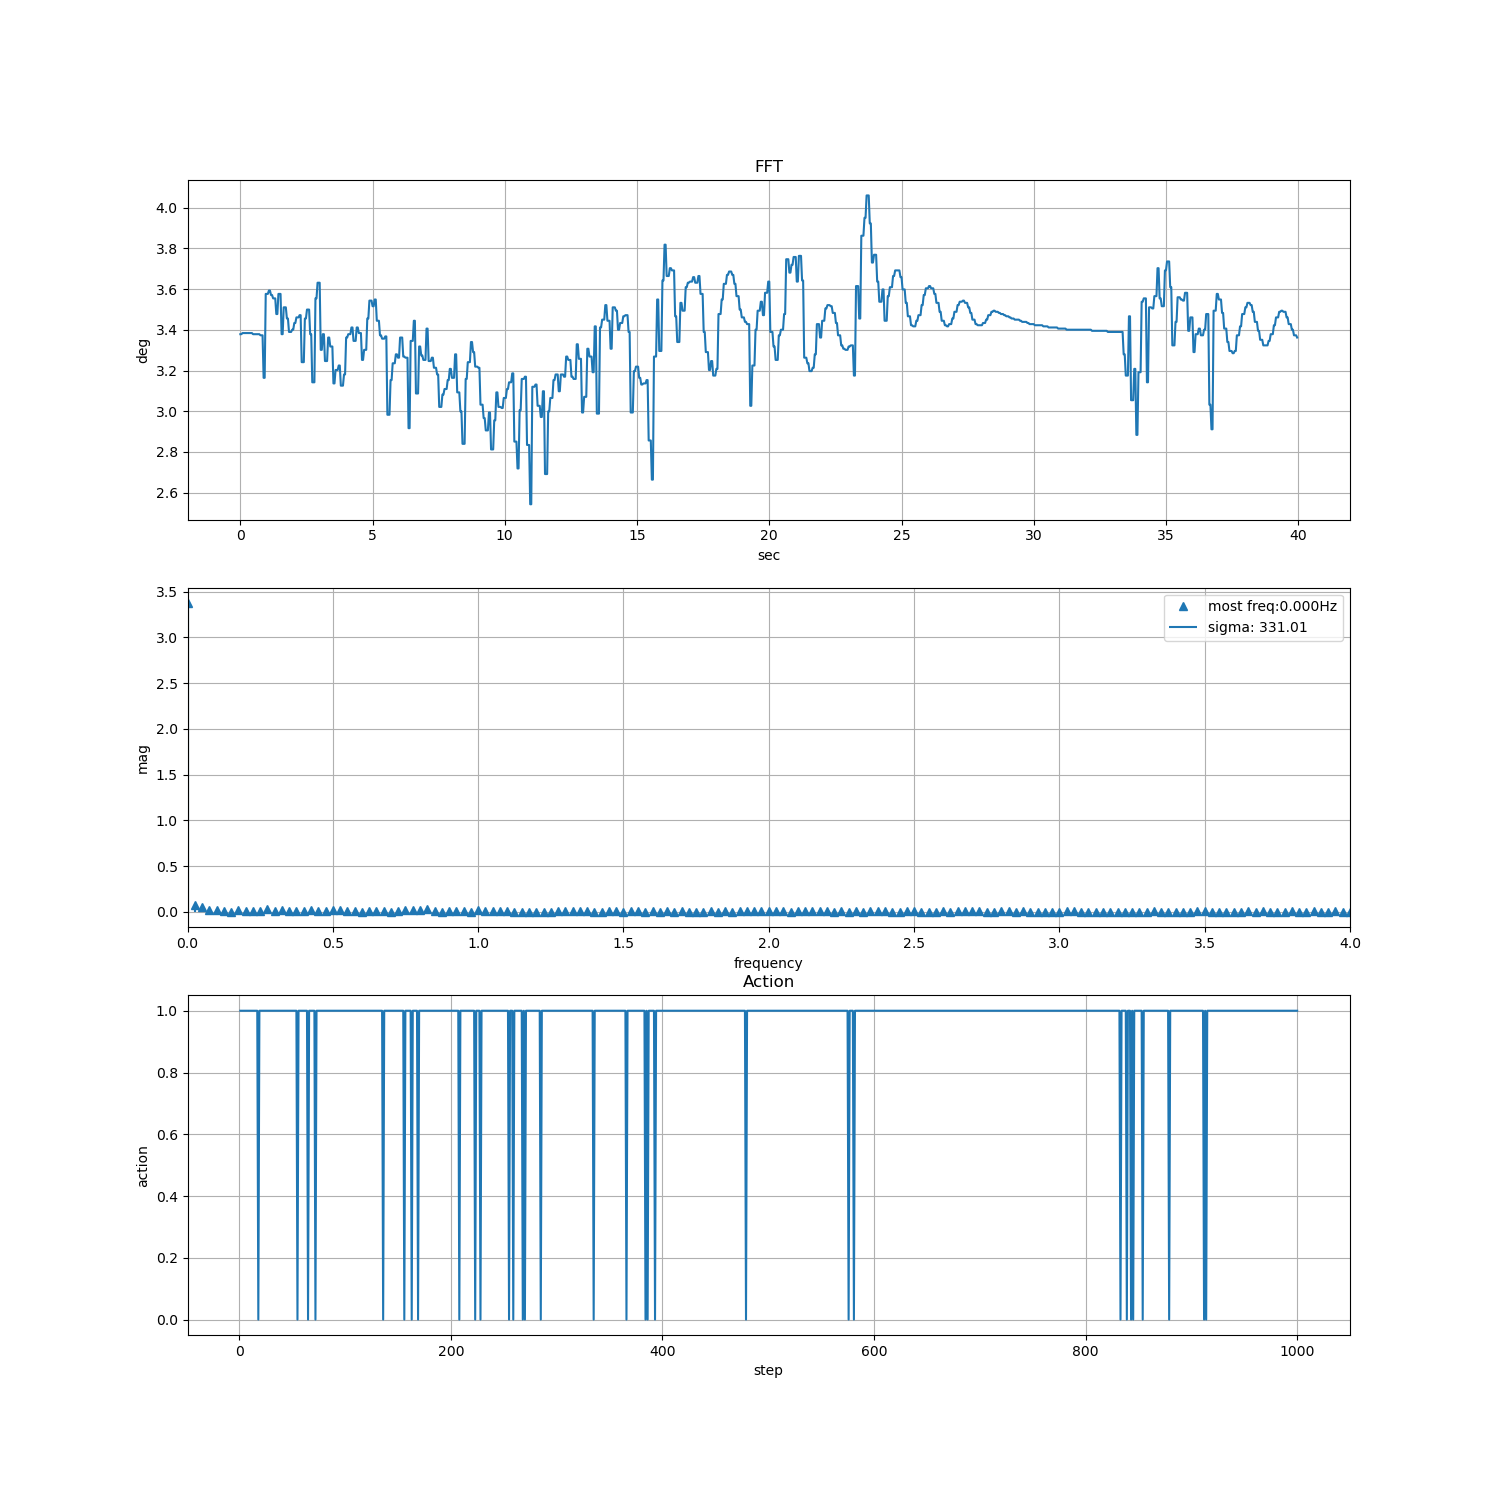 FFT
4.0
3.8
3.6
3.4
3.2
3.0
2.8
2.6
deg
0 5 10 15 20 25 30 35 40
sec
3.5
3.0
2.5
2.0
1.5
1.0
0.5
0.0
mag
most freq:0.000Hz
sigma: 331.01
0.0 0.5 1.0 1.5 2.0 2.5 3.0 3.5 4.0
frequency
Action
1.0
0.8
0.6
0.4
0.2
0.0
action
0 200 400 600 800 1000
step